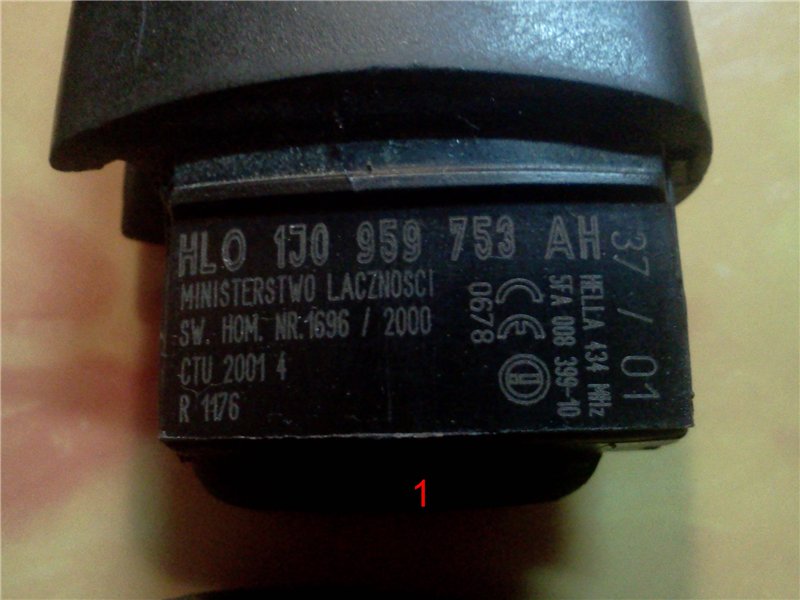 HLO 1J0 959 753 AH
MINISTERSTWO LACZNOSCI
SW. HOM. NR.1696 / 2000
CTU 2001 4
R 1176
CE 0678
HELLA 434 MHz
5FA 008 399-10
37 / 01
1